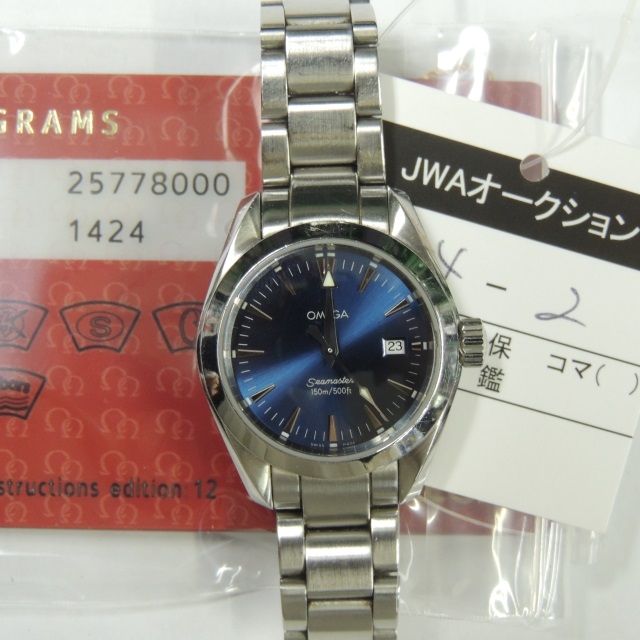 GRAMS
25778000
1424
structions edition 12
OMEGA
23
Seamaster
150m/500ft
JWAオークション
4-2
保 コマ( )
鑑